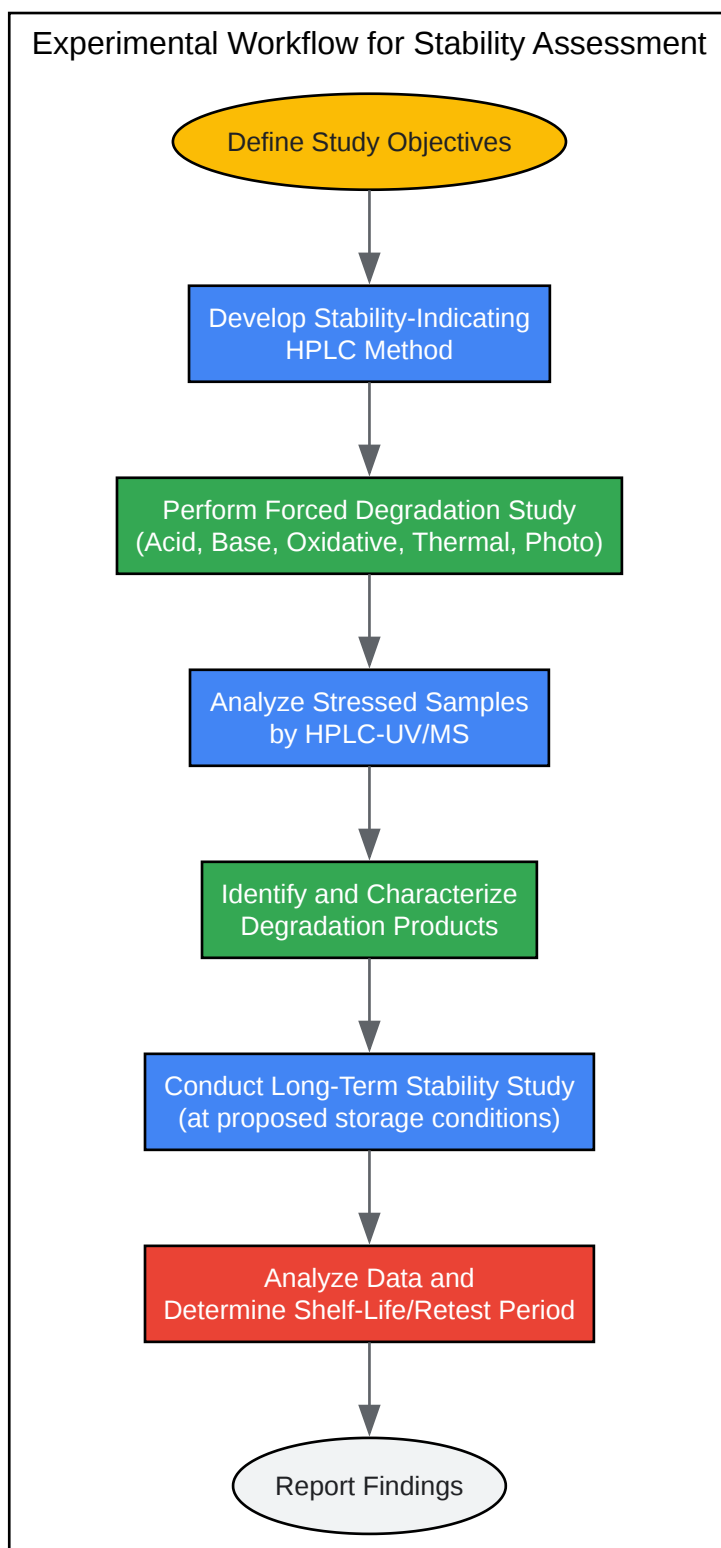 Experimental Workflow for Stability Assessment
Define Study Objectives
Develop Stability-Indicating
HPLC Method
Perform Forced Degradation Study
(Acid, Base, Oxidative, Thermal, Photo)
Analyze Stressed Samples
by HPLC-UV/MS
Identify and Characterize
Degradation Products
Conduct Long-Term Stability Study
(at proposed storage conditions)
Analyze Data and
Determine Shelf-Life/Retest Period
Report Findings